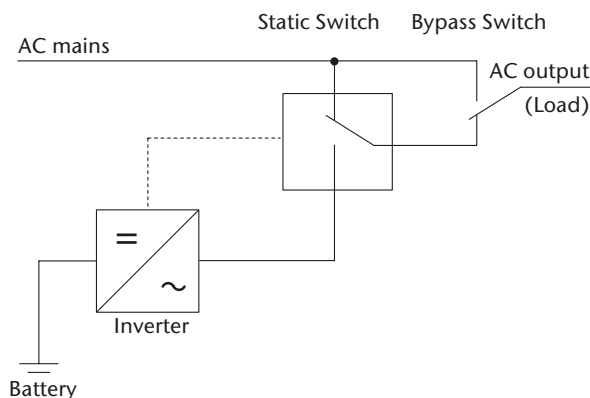 Static Switch
Bypass Switch
AC mains
AC output
(Load)
=
~
Inverter
Battery